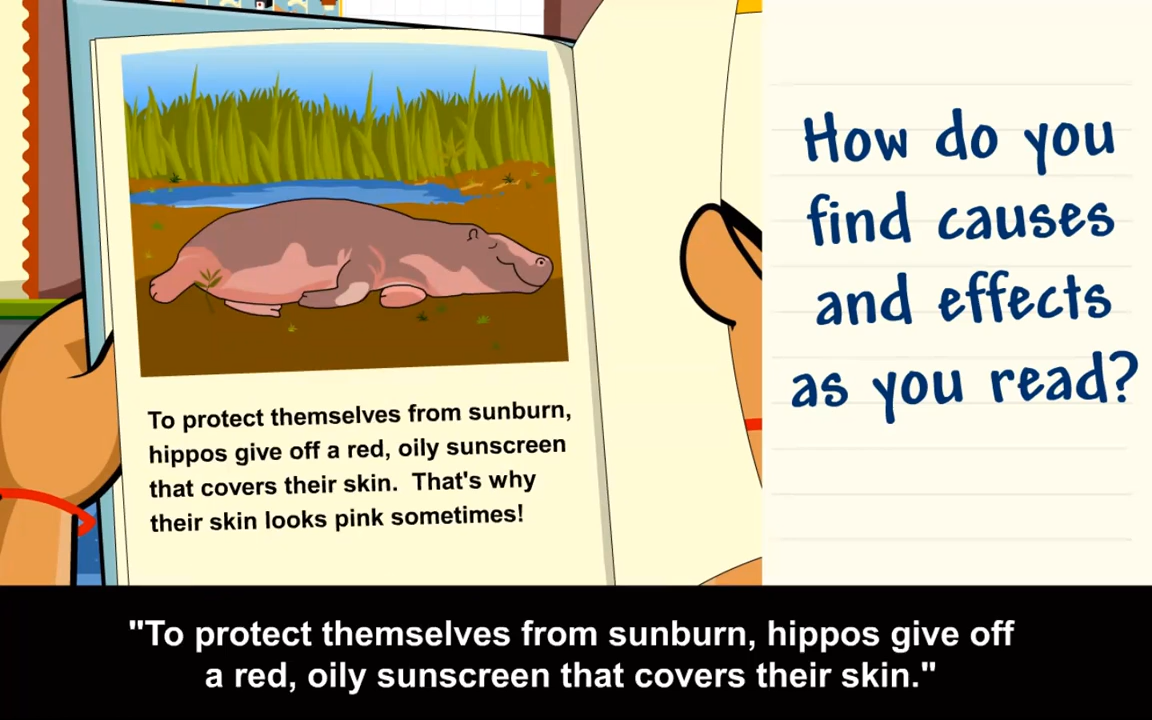 To protect themselves from sunburn,
hippos give off a red, oily sunscreen
that covers their skin.  That's why
their skin looks pink sometimes!
How do you
find causes
and effects
as you read?
"To protect themselves from sunburn, hippos give off
a red, oily sunscreen that covers their skin."